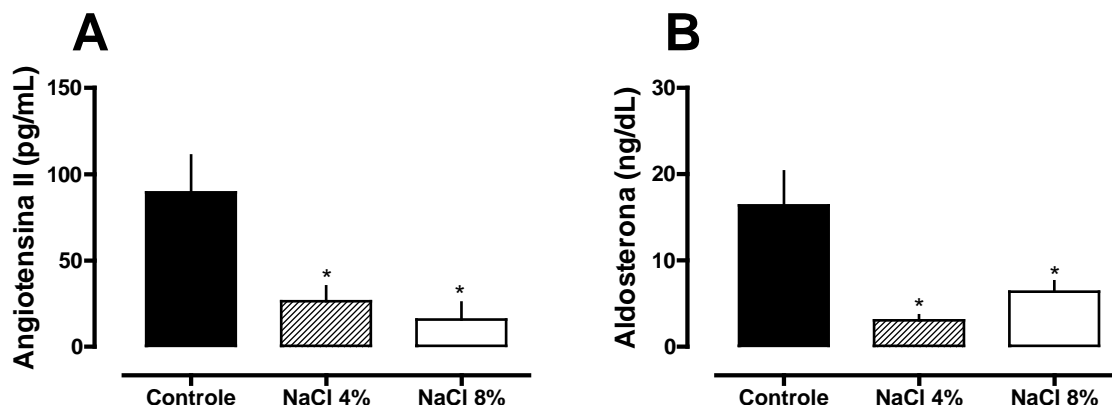 A
Angiotensina II (pg/mL)
150
100
50
0
*
*
Controle NaCl 4% NaCl 8%
B
Aldosterona (ng/dL)
30
20
10
0
*
*
Controle NaCl 4% NaCl 8%